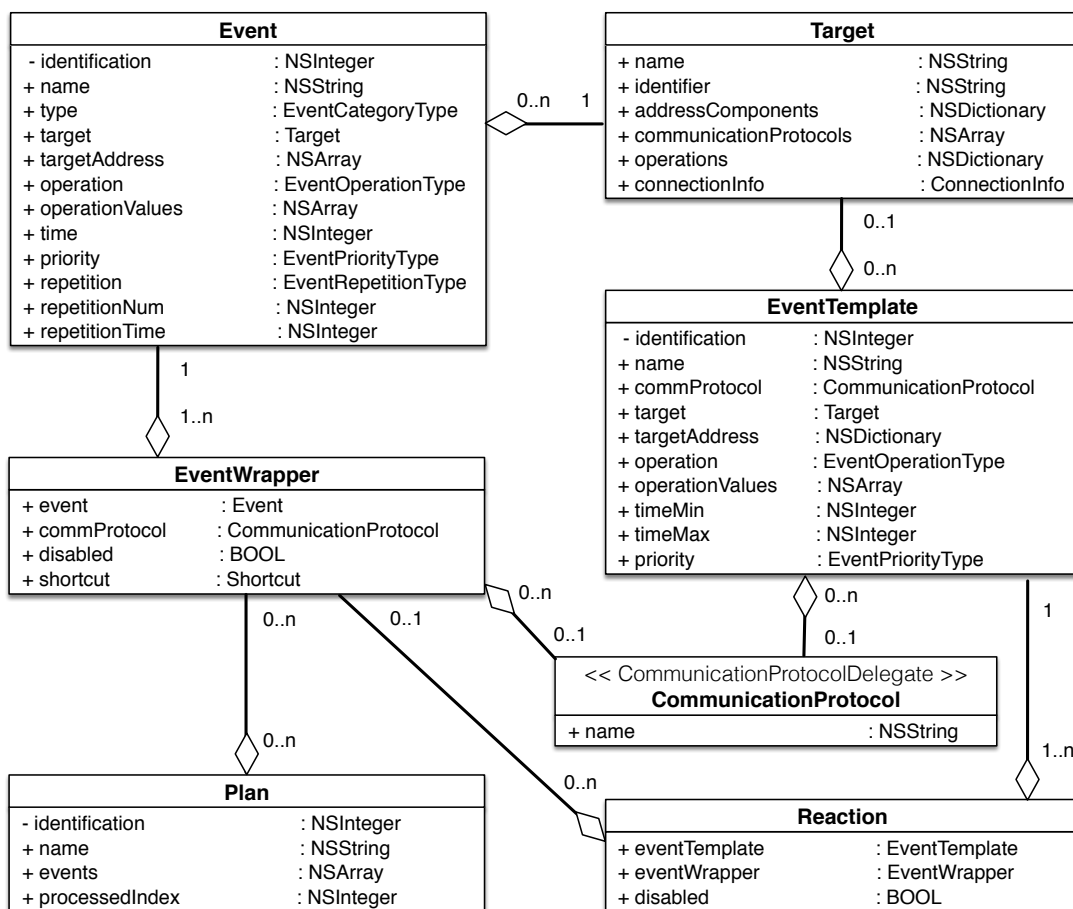 Event
- identification : NSInteger
+ name : NSString
+ type : EventCategoryType
+ target : Target
+ targetAddress : NSArray
+ operation : EventOperationType
+ operationValues : NSArray
+ time : NSInteger
+ priority : EventPriorityType
+ repetition : EventRepetitionType
+ repetitionNum : NSInteger
+ repetitionTime : NSInteger
0..n 1
Target
+ name : NSString
+ identifier : NSString
+ addressComponents : NSDictionary
+ communicationProtocols : NSArray
+ operations : NSDictionary
+ connectionInfo : ConnectionInfo
0..1
0..n
EventTemplate
- identification : NSInteger
+ name : NSString
+ commProtocol : CommunicationProtocol
+ target : Target
+ targetAddress : NSDictionary
+ operation : EventOperationType
+ operationValues : NSArray
+ timeMin : NSInteger
+ timeMax : NSInteger
+ priority : EventPriorityType
1
1..n
EventWrapper
+ event : Event
+ commProtocol : CommunicationProtocol
+ disabled : BOOL
+ shortcut : Shortcut
0..n
0..1
0..n
0..1
0..n
0..1
1
<< CommunicationProtocolDelegate >>
CommunicationProtocol
+ name : NSString
0..n
0..n
1..n
Plan
- identification : NSInteger
+ name : NSString
+ events : NSArray
+ processedIndex : NSInteger
Reaction
+ eventTemplate : EventTemplate
+ eventWrapper : EventWrapper
+ disabled : BOOL